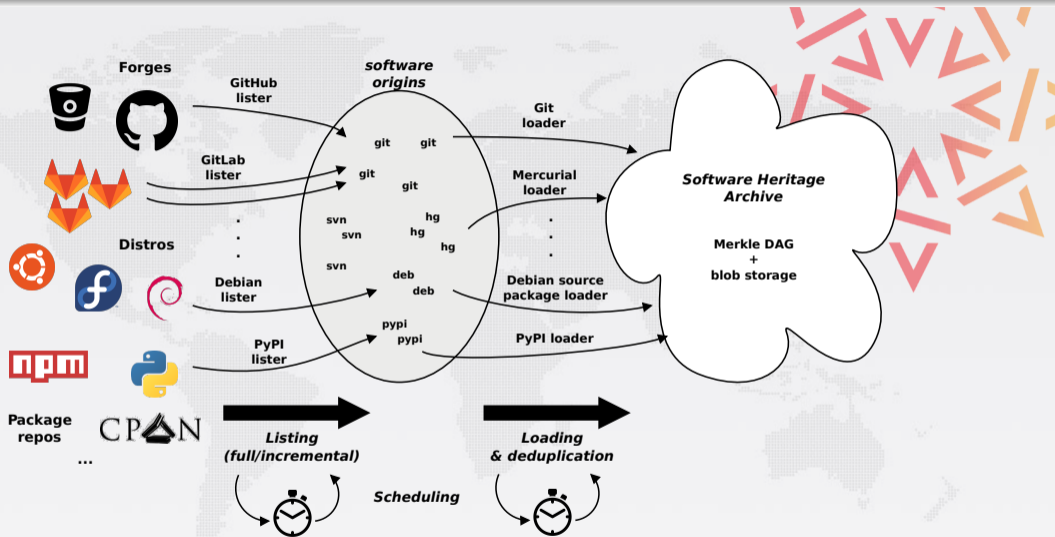 Forges
GitHub
lister
GitLab
lister
.
.
.
Distros
Debian
lister
PyPI
lister
npm
Package
repos
CPAN
...
software
origins
git git
git
git
svn
svn
svn
hg
hg
hg
deb
deb
pypi
pypi
Git
loader
Mercurial
loader
.
.
.
Debian source
package loader
PyPI loader
Software Heritage
Archive
Merkle DAG
+
blob storage
Listing
(full/incremental)
Scheduling
Loading
& deduplication